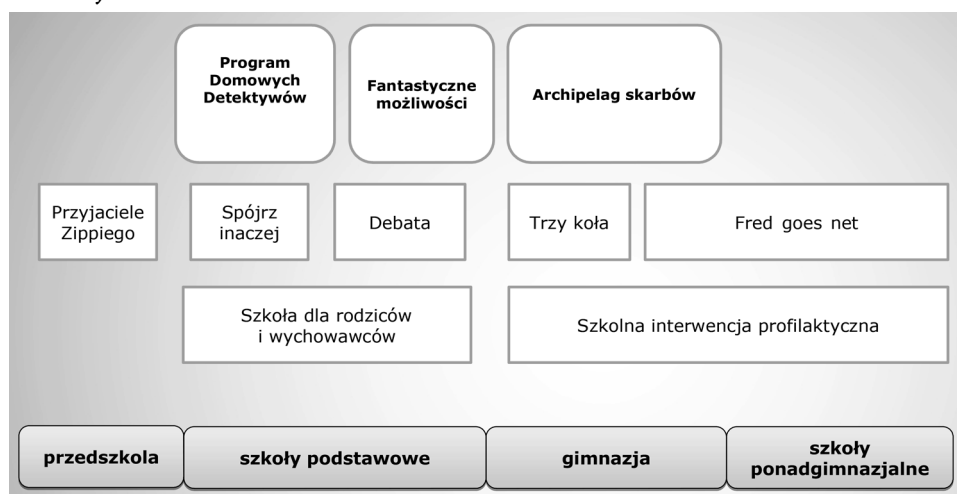 Program
Domowych
Detektywów
Fantastyczne
możliwości
Archipelag skarbów
Przyjaciele
Zippiego
Spójrz
inaczej
Debata
Trzy koła
Fred goes net
Szkoła dla rodziców
i wychowawców
Szkolna interwencja profilaktyczna
przedszkola
szkoły podstawowe
gimnazja
szkoły
ponadgimnazjalne